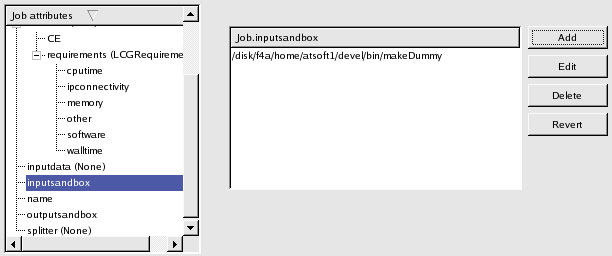 Job attributes
CE
requirements (LCGRequireme
cputime
ipconnectivity
memory
other
software
walltime
inputdata (None)
inputsandbox
name
outputsandbox
splitter (None)
Job.inputsandbox
/disk/f4a/home/atsoft1/devel/bin/makeDummy
Add
Edit
Delete
Revert